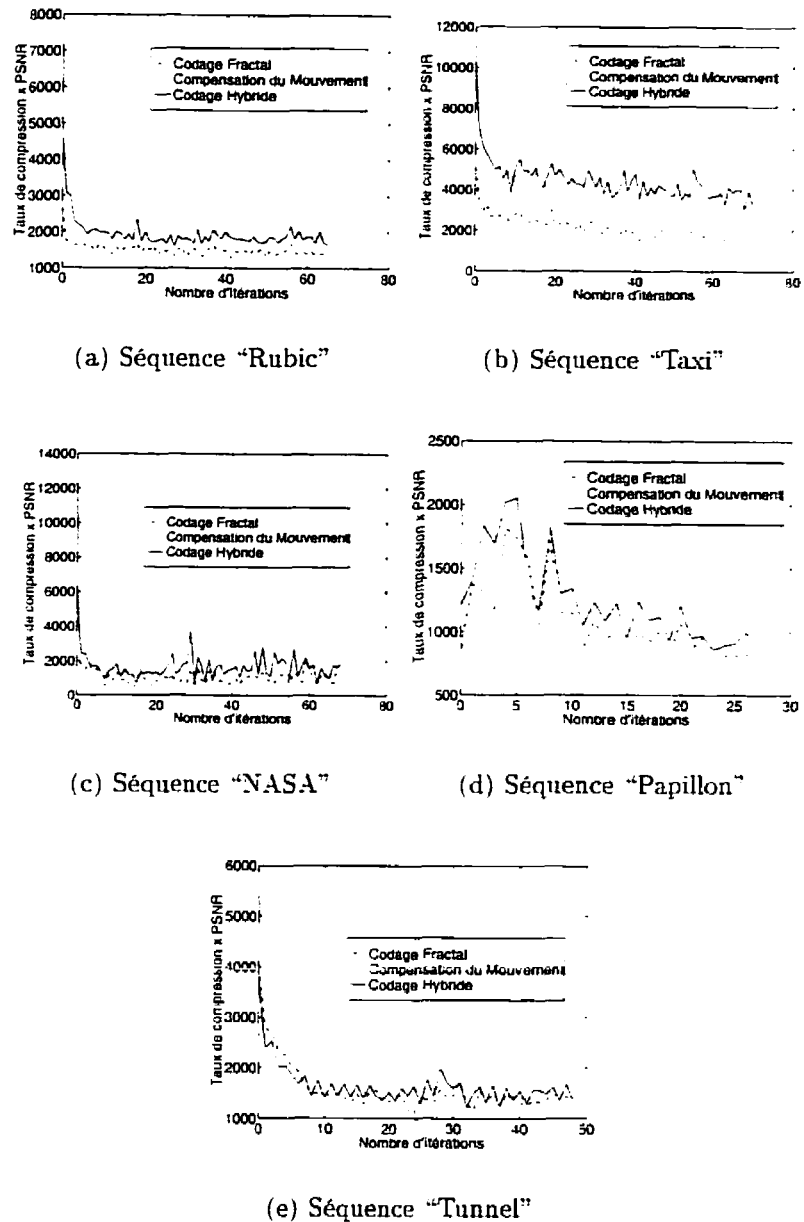 8000
7000
6000
5000
4000
3000
2000
1000
0 20 40 60 80
Taux de compression x PSNR
Nombre d'itérations
Codage Fractal
Compensation du Mouvement
Codage Hybride
(a) Séquence “Rubic”
12000
10000
8000
6000
4000
2000
0
0 20 40 60 80
Taux de compression x PSNR
Nombre d'itérations
Codage Fractal
Compensation du Mouvement
Codage Hybride
(b) Séquence “Taxi”
14000
12000
10000
8000
6000
4000
2000
0
0 20 40 60 80
Taux de compression x PSNR
Nombre d'itérations
Codage Fractal
Compensation du Mouvement
Codage Hybride
(c) Séquence “NASA”
2500
2000
1500
1000
500
0 5 10 15 20 25 30
Taux de compression x PSNR
Nombre d'itérations
Codage Fractal
Compensation du Mouvement
Codage Hybride
(d) Séquence “Papillon”
6000
5000
4000
3000
2000
1000
0 10 20 30 40 50
Taux de compression x PSNR
Nombre d'itérations
Codage Fractal
Compensation du Mouvement
Codage Hybride
(e) Séquence “Tunnel”